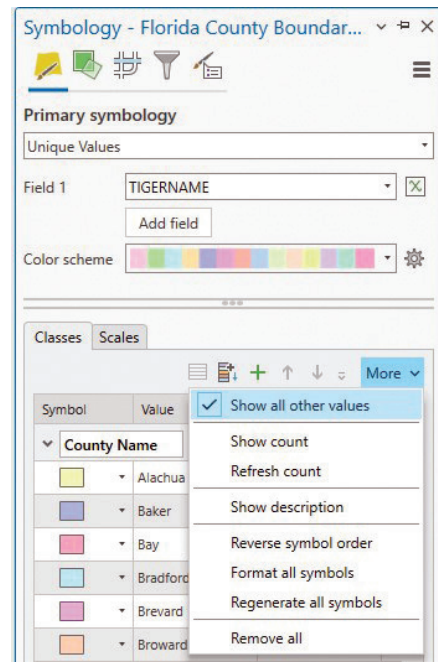 Symbology - Florida County Boundar...
Primary symbology
Unique Values
Field 1 TIGERNAME
Add field
Color scheme
Classes Scales
More
Symbol Value
Show all other values
County Name
Show count
Alachua
Refresh count
Baker
Show description
Bay
Reverse symbol order
Bradford
Format all symbols
Brevard
Regenerate all symbols
Broward
Remove all